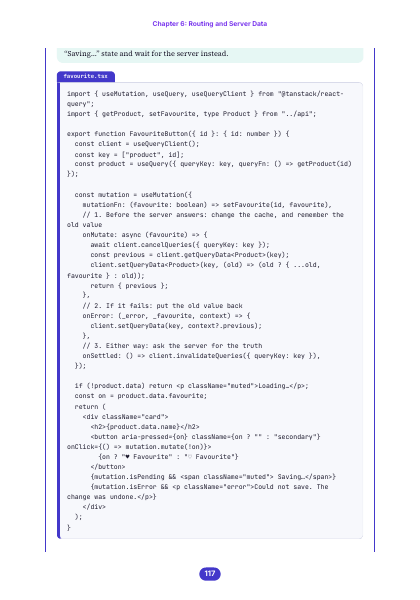 Chapter 6: Routing and Server Data
“Saving…” state and wait for the server instead.
favourite.tsx
import { useMutation, useQuery, useQueryClient } from "@tanstack/react-
query";
import { getProduct, setFavourite, type Product } from "../api";

export function FavouriteButton({ id }: { id: number }) {
  const client = useQueryClient();
  const key = ["product", id];
  const product = useQuery({ queryKey: key, queryFn: () => getProduct(id)
});

  const mutation = useMutation({
    mutationFn: (favourite: boolean) => setFavourite(id, favourite),
    // 1. Before the server answers: change the cache, and remember the
old value
    onMutate: async (favourite) => {
      await client.cancelQueries({ queryKey: key });
      const previous = client.getQueryData<Product>(key);
      client.setQueryData<Product>(key, (old) => (old ? { ...old,
favourite } : old));
      return { previous };
    },
    // 2. If it fails: put the old value back
    onError: (_error, _favourite, context) => {
      client.setQueryData(key, context?.previous);
    },
    // 3. Either way: ask the server for the truth
    onSettled: () => client.invalidateQueries({ queryKey: key }),
  });

  if (!product.data) return <p className="muted">Loading…</p>;
  const on = product.data.favourite;
  return (
    <div className="card">
      <h2>{product.data.name}</h2>
      <button aria-pressed={on} className={on ? "" : "secondary"}
onClick={() => mutation.mutate(!on)}>
        {on ? "♥ Favourite" : "♡ Favourite"}
      </button>
      {mutation.isPending && <span className="muted"> Saving…</span>}
      {mutation.isError && <p className="error">Could not save. The
change was undone.</p>}
    </div>
  );
}
117